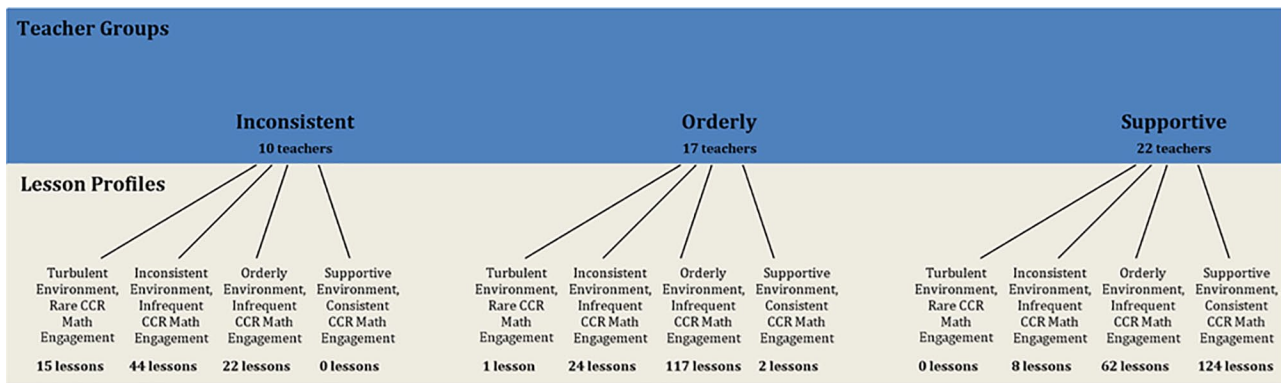 Teacher Groups
Inconsistent
10 teachers
Orderly
17 teachers
Supportive
22 teachers
Lesson Profiles
Turbulent
Environment,
Rare CCR
Math
Engagement
15 lessons
Inconsistent
Environment,
Infrequent
CCR Math
Engagement
44 lessons
Orderly
Environment,
Infrequent
CCR Math
Engagement
22 lessons
Supportive
Environment,
Consistent
CCR Math
Engagement
0 lessons
Turbulent
Environment,
Rare CCR
Math
Engagement
1 lesson
Inconsistent
Environment,
Infrequent
CCR Math
Engagement
24 lessons
Orderly
Environment,
Infrequent
CCR Math
Engagement
117 lessons
Supportive
Environment,
Consistent
CCR Math
Engagement
2 lessons
Turbulent
Environment,
Rare CCR
Math
Engagement
0 lessons
Inconsistent
Environment,
Infrequent
CCR Math
Engagement
8 lessons
Orderly
Environment,
Infrequent
CCR Math
Engagement
62 lessons
Supportive
Environment,
Consistent
CCR Math
Engagement
124 lessons